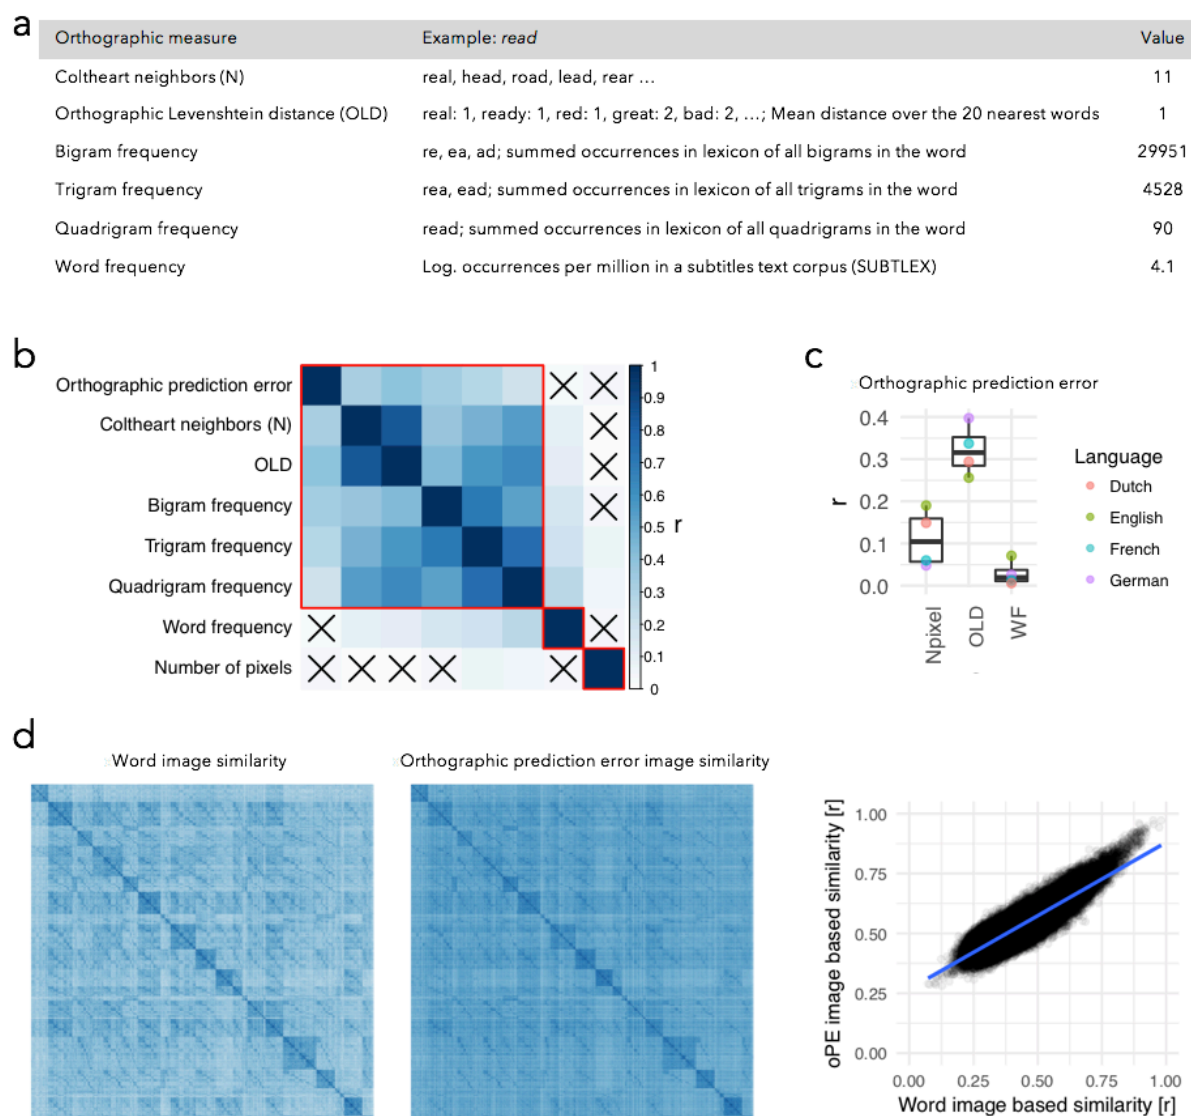 a
Orthographic measure Example: read Value
Coltheart neighbors (N) real, head, road, lead, rear ... 11
Orthographic Levenshtein distance (OLD) real: 1, ready: 1, red: 1, great: 2, bad: 2, ...; Mean distance over the 20 nearest words 1
Bigram frequency re, ea, ad; summed occurrences in lexicon of all bigrams in the word 29951
Trigram frequency rea, ead; summed occurrences in lexicon of all trigrams in the word 4528
Quadrigram frequency read; summed occurrences in lexicon of all quadrigrams in the word 90
Word frequency Log. occurrences per million in a subtitles text corpus (SUBTLEX) 4.1
b
Orthographic prediction error
Coltheart neighbors (N)
OLD
Bigram frequency
Trigram frequency
Quadrigram frequency
Word frequency
Number of pixels
1
0.9
0.8
0.7
0.6
0.5
0.4
0.3
0.2
0.1
0
r
c
Orthographic prediction error
0.4
0.3
0.2
0.1
0.0
r
Npixel
OLD
WF
Language
Dutch
English
French
German
d
Word image similarity
Orthographic prediction error image similarity
oPE image based similarity [r]
1.00
0.75
0.50
0.25
0.00
0.00 0.25 0.50 0.75 1.00
Word image based similarity [r]